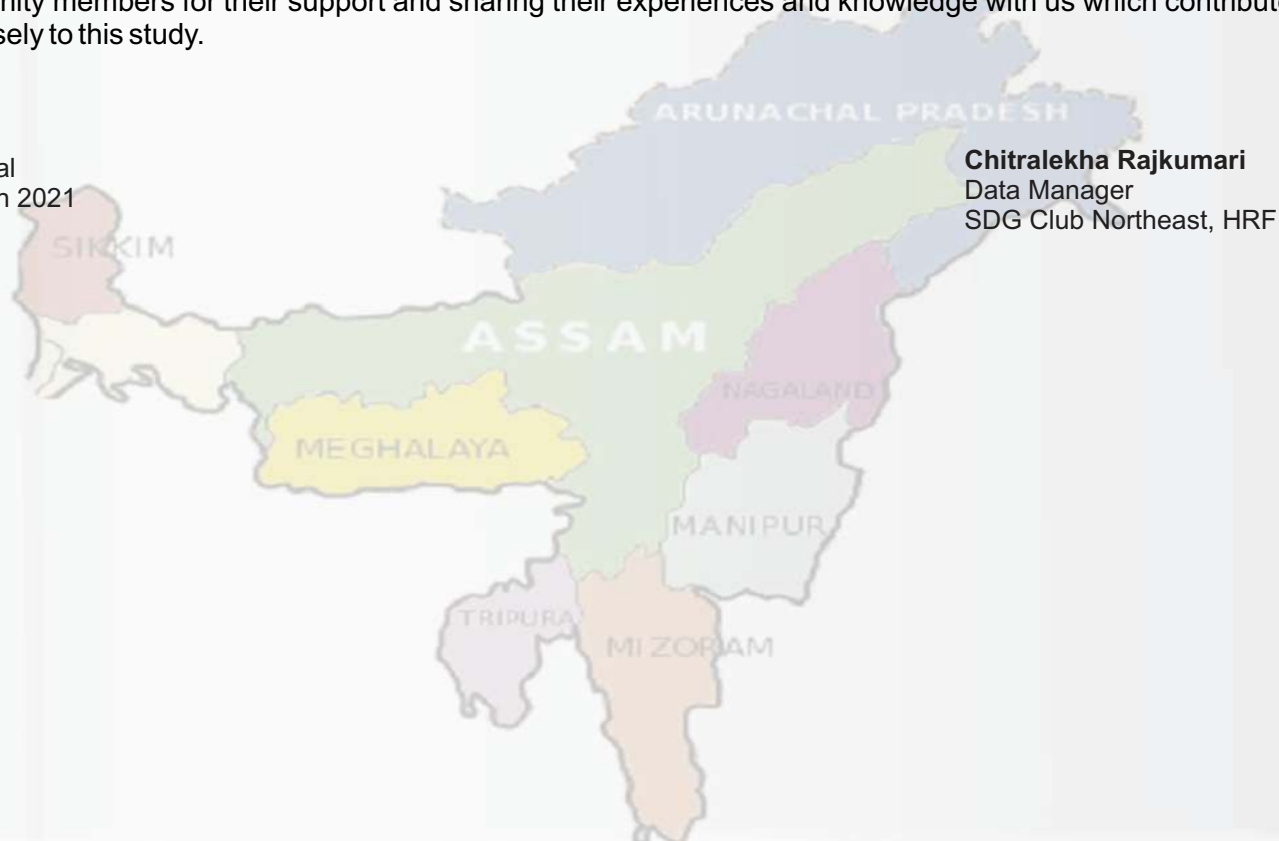 nity members for their support and sharing their experiences and knowledge with us which contribut
sely to this study.
al
n 2021
Chitralekha Rajkumari
Data Manager
SDG Club Northeast, HRF
ARUNACHAL PRADESH
SIKKIM
ASSAM
NAGALAND
MEGHALAYA
MANIPUR
TRIPURA
MIZORAM